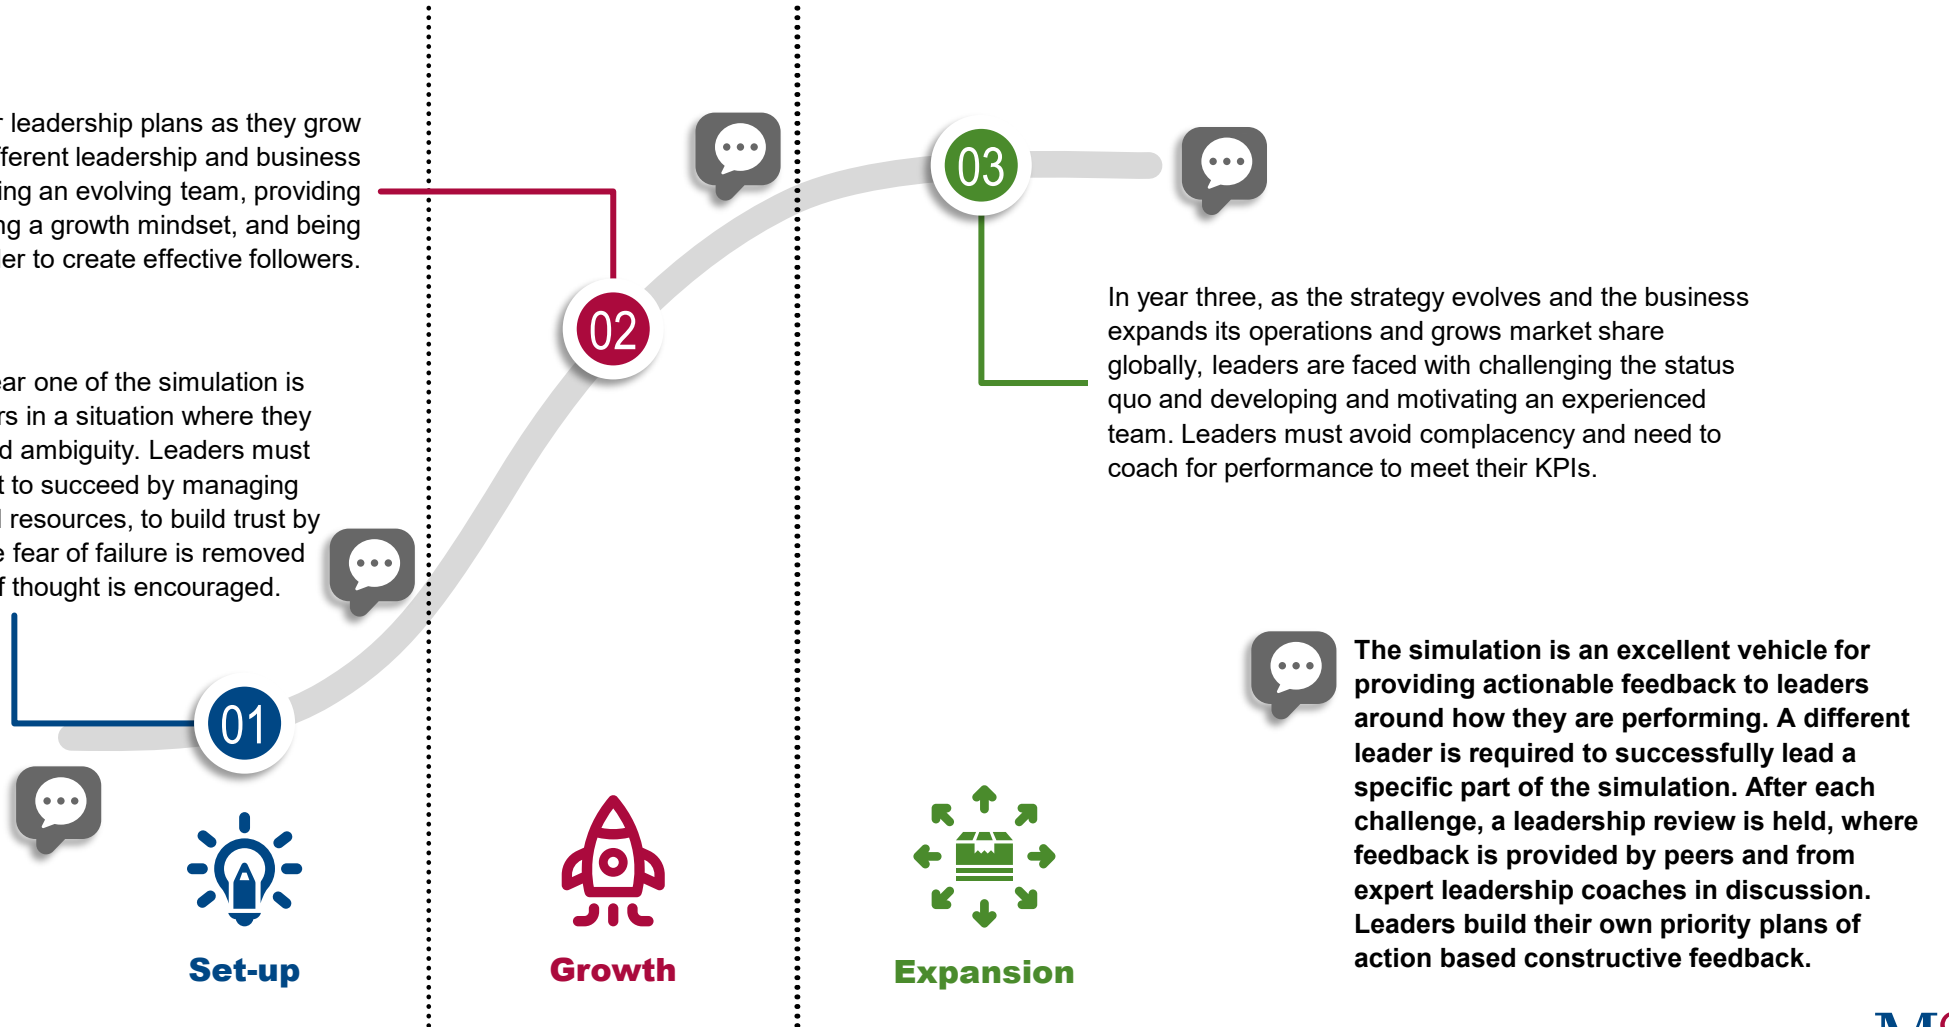 leadership plans as they grow
leadership and business
an evolving team, providing
a growth mindset, and being
to create effective followers.
02
03
In year three, as the strategy evolves and the business
expands its operations and grows market share
globally, leaders are faced with challenging the status
quo and developing and motivating an experienced
team. Leaders must avoid complacency and need to
coach for performance to meet their KPIs.
one of the simulation is
in a situation where they
ambiguity. Leaders must
to succeed by managing
resources, to build trust by
fear of failure is removed
thought is encouraged.
01
The simulation is an excellent vehicle for
providing actionable feedback to leaders
around how they are performing. A different
leader is required to successfully lead a
specific part of the simulation. After each
challenge, a leadership review is held, where
feedback is provided by peers and from
expert leadership coaches in discussion.
Leaders build their own priority plans of
action based constructive feedback.
Set-up
Growth
Expansion